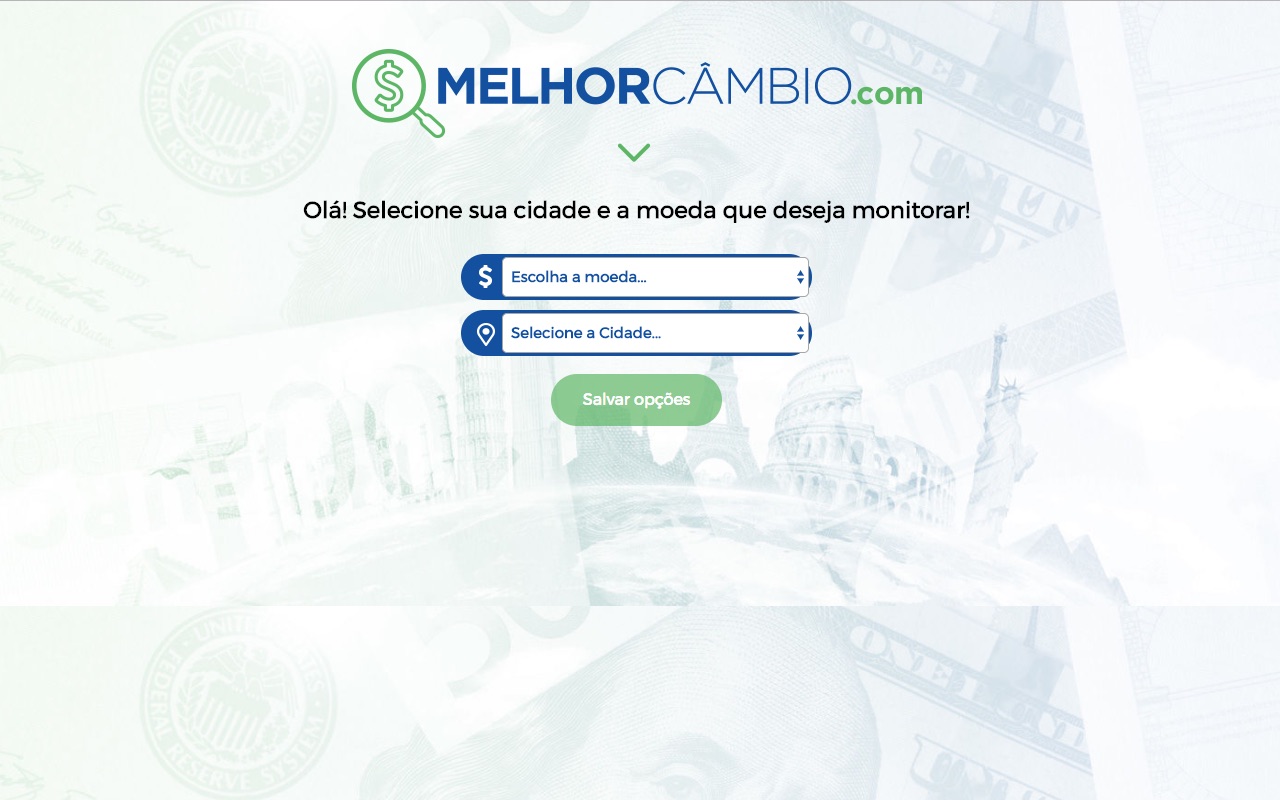 MELHORCÂMBIO.com
Olá! Selecione sua cidade e a moeda que deseja monitorar!
$ Escolha a moeda...
Selecione a Cidade...
Salvar opções